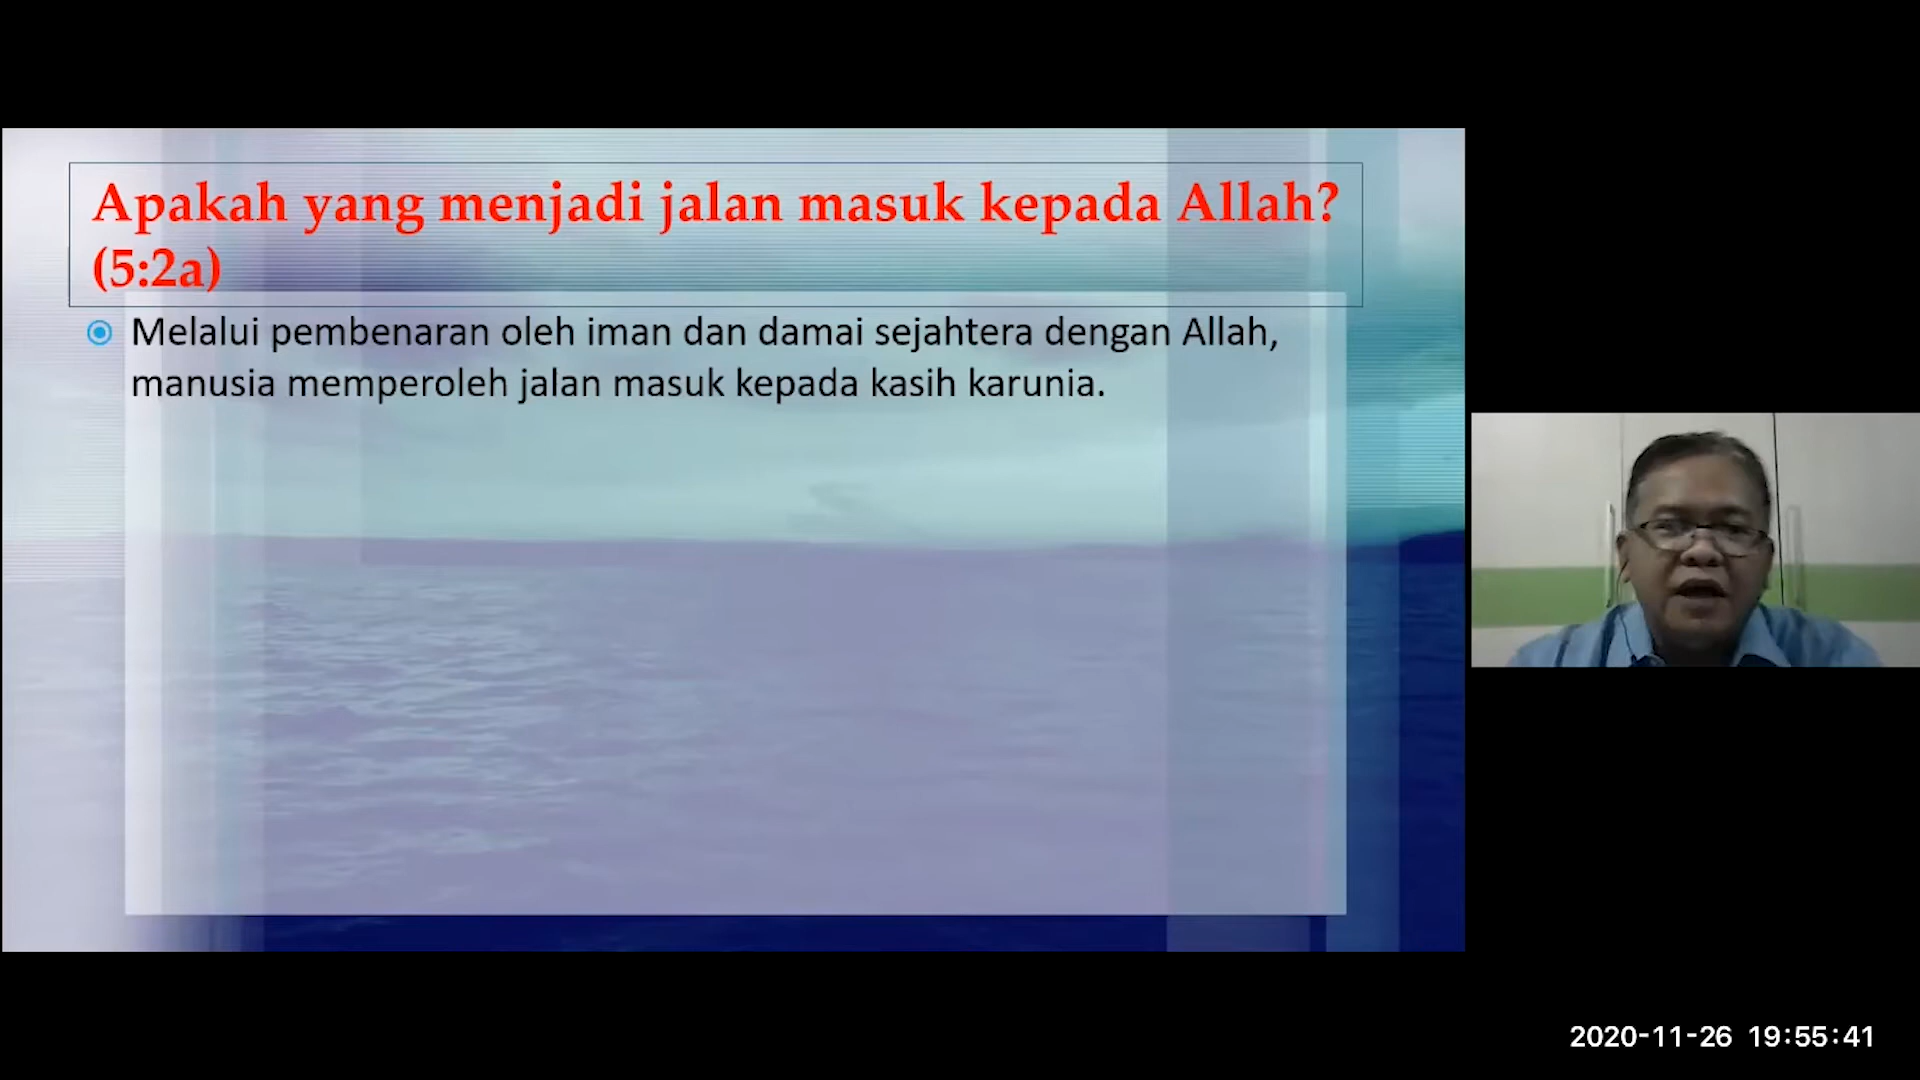 Apakah yang menjadi jalan masuk kepada Allah?
(5:2a)
Melalui pembenaran oleh iman dan damai sejahtera dengan Allah,
manusia memperoleh jalan masuk kepada kasih karunia.
2020-11-26 19:55:41